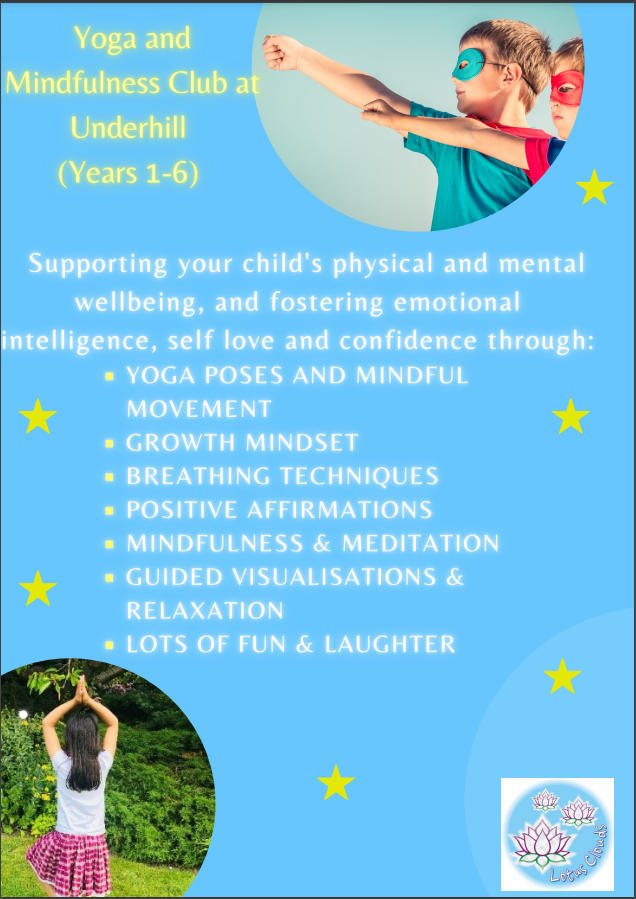 Yoga and
Mindfulness Club at
Underhill
(Years 1-6)
Supporting your child's physical and mental
wellbeing, and fostering emotional
intelligence, self love and confidence through:
YOGA POSES AND MINDFUL
MOVEMENT
GROWTH MINDSET
BREATHING TECHNIQUES
POSITIVE AFFIRMATIONS
MINDFULNESS & MEDITATION
GUIDED VISUALISATIONS &
RELAXATION
LOTS OF FUN & LAUGHTER
Lotus Clouds